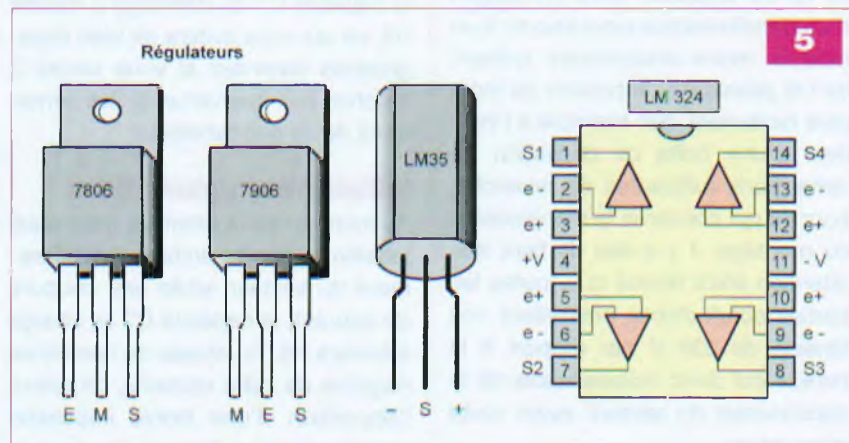 5
Régulateurs
7806
7906
LM35
E M S
M E S
- S +
LM 324
S1 1 14 S4
e- 2 13 e-
e+ 3 12 e+
+V 4 11 -V
e+ 5 10 e+
e- 6 9 e-
S2 7 8 S3